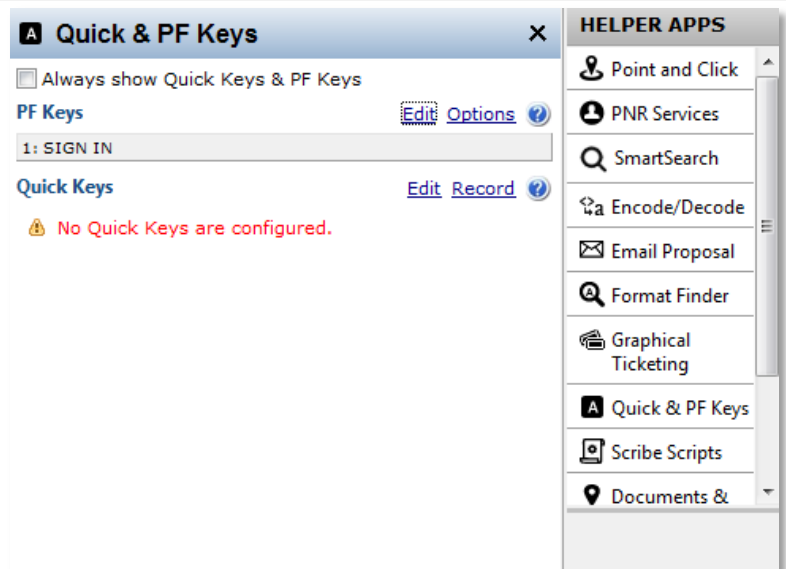 A Quick & PF Keys
Always show Quick Keys & PF Keys
PF Keys Edit Options ?
1: SIGN IN
Quick Keys Edit Record ?
No Quick Keys are configured.
HELPER APPS
Point and Click
PNR Services
SmartSearch
a Encode/Decode
Email Proposal
A Format Finder
Graphical
Ticketing
A Quick & PF Keys
Scribe Scripts
Documents &